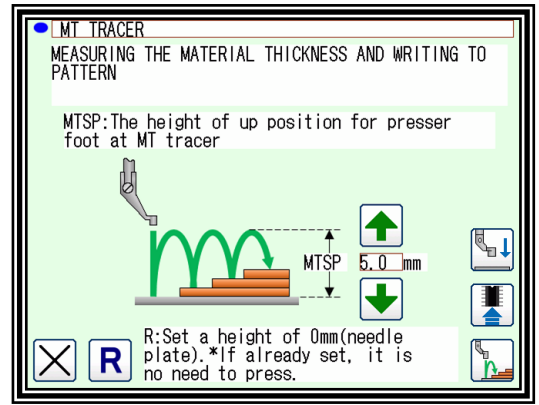 MT TRACER
MEASURING THE MATERIAL THICKNESS AND WRITING TO
PATTERN
MTSP:The height of up position for presser
foot at MT tracer
MTSP 5.0 mm
R R:Set a height of 0mm(needle
plate).*If already set, it is
no need to press.